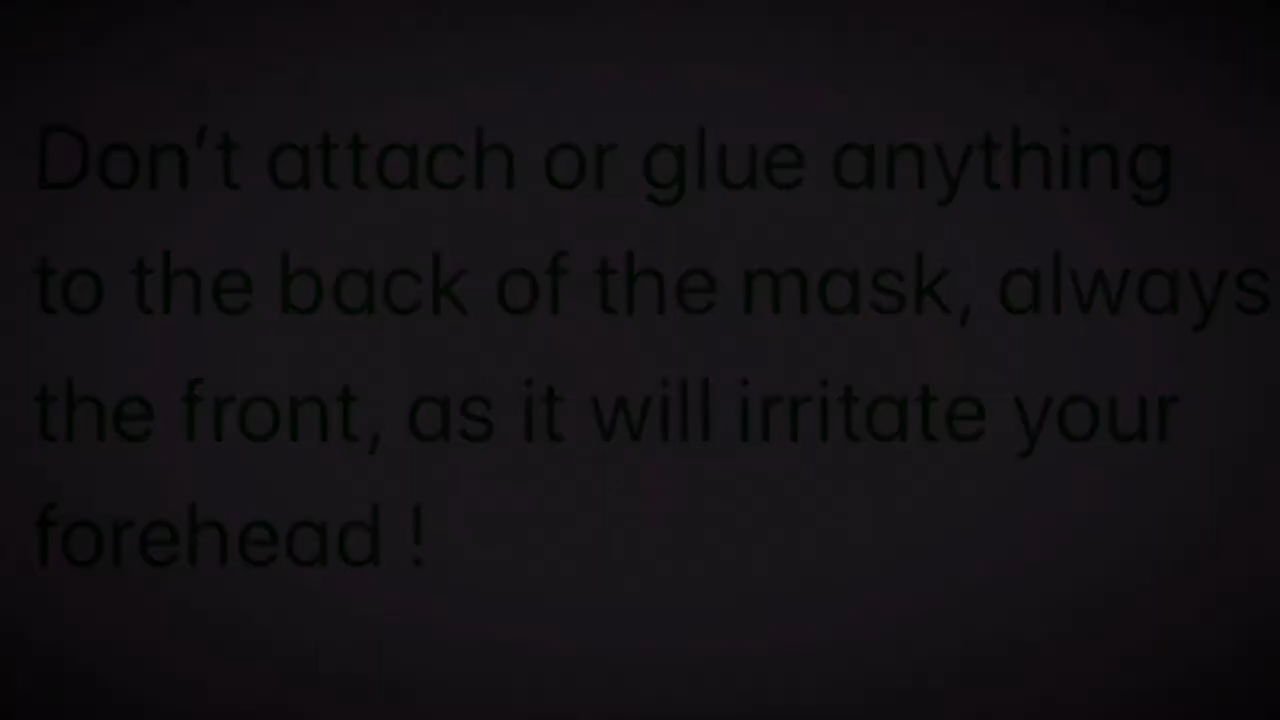 Don't attach or glue anything
to the back of the mask, always
the front, as it will irritate your
forehead !